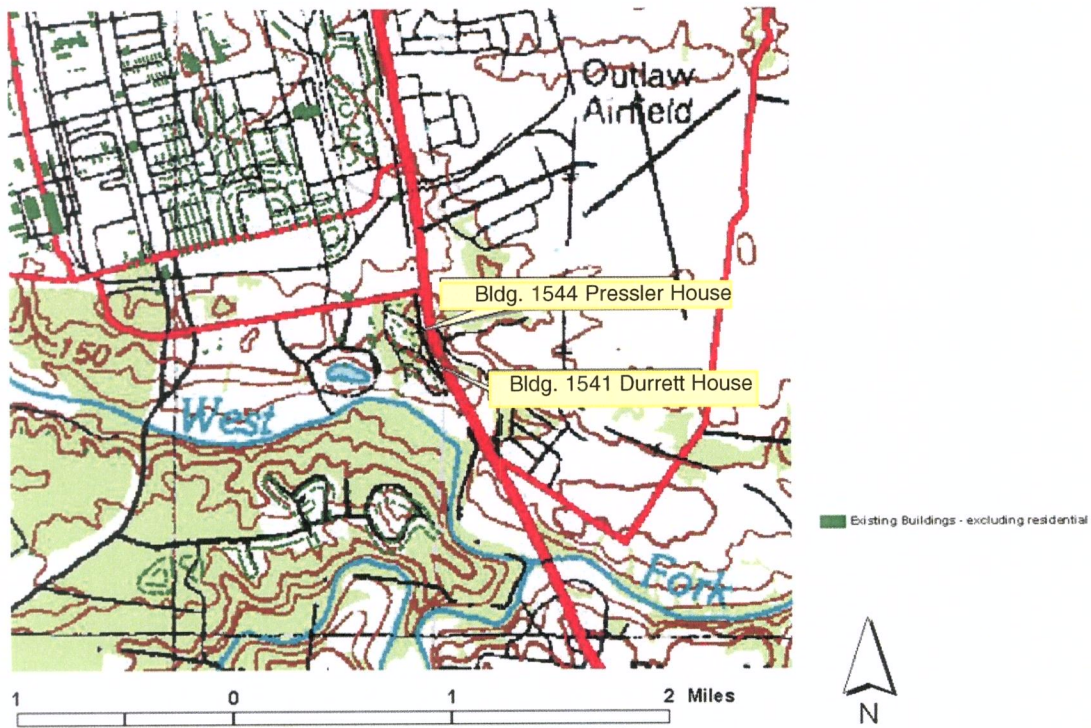 Outlaw
Airfield
Bldg. 1544 Pressler House
150
Bldg. 1541 Durrett House
West
Existing Buildings - excluding residential
Fork
1 0 1 2 Miles
N